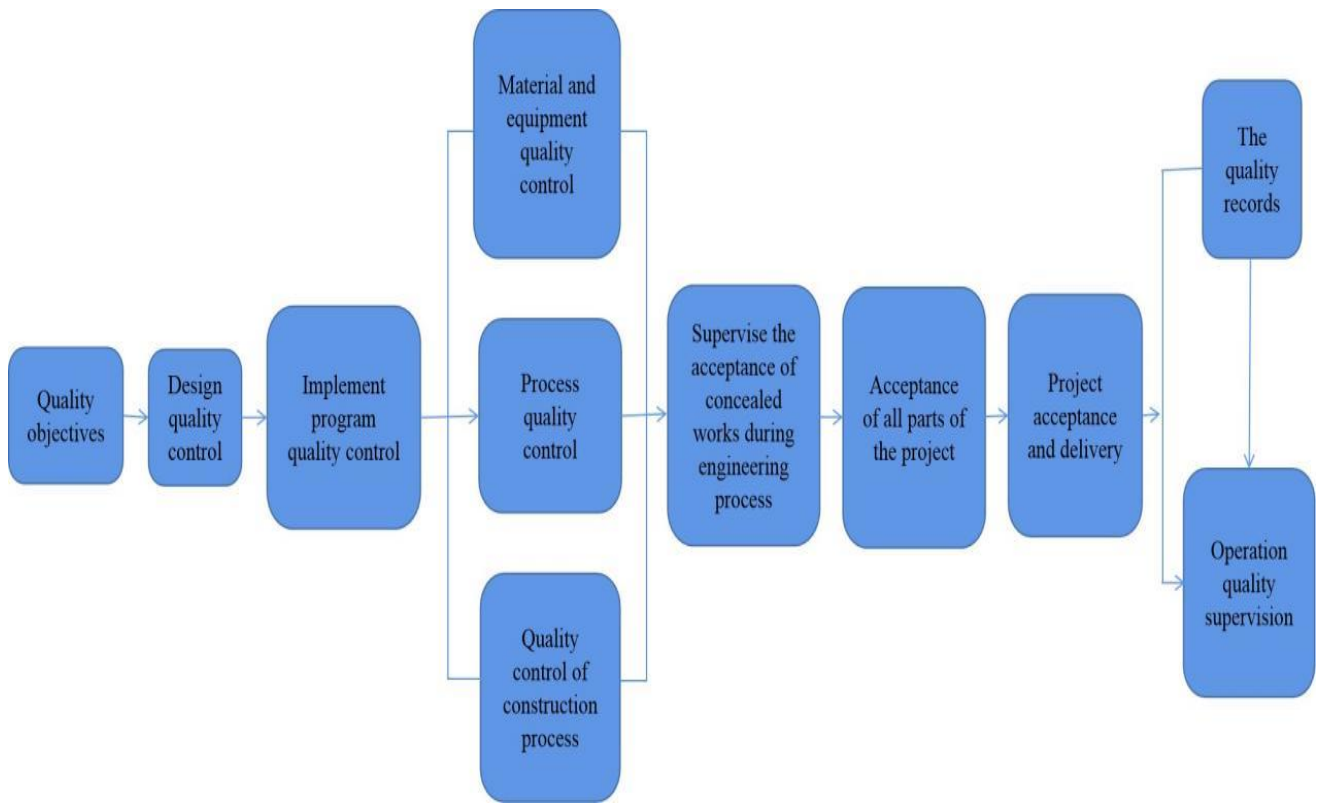 Quality
objectives
Design
quality
control
Implement
program
quality control
Material and
equipment
quality
control
Process
quality
control
Quality
control of
construction
process
Supervise the
acceptance of
concealed
works during
engineering
process
Acceptance
of all parts of
the project
Project
acceptance
and delivery
The
quality
records
Operation
quality
supervision